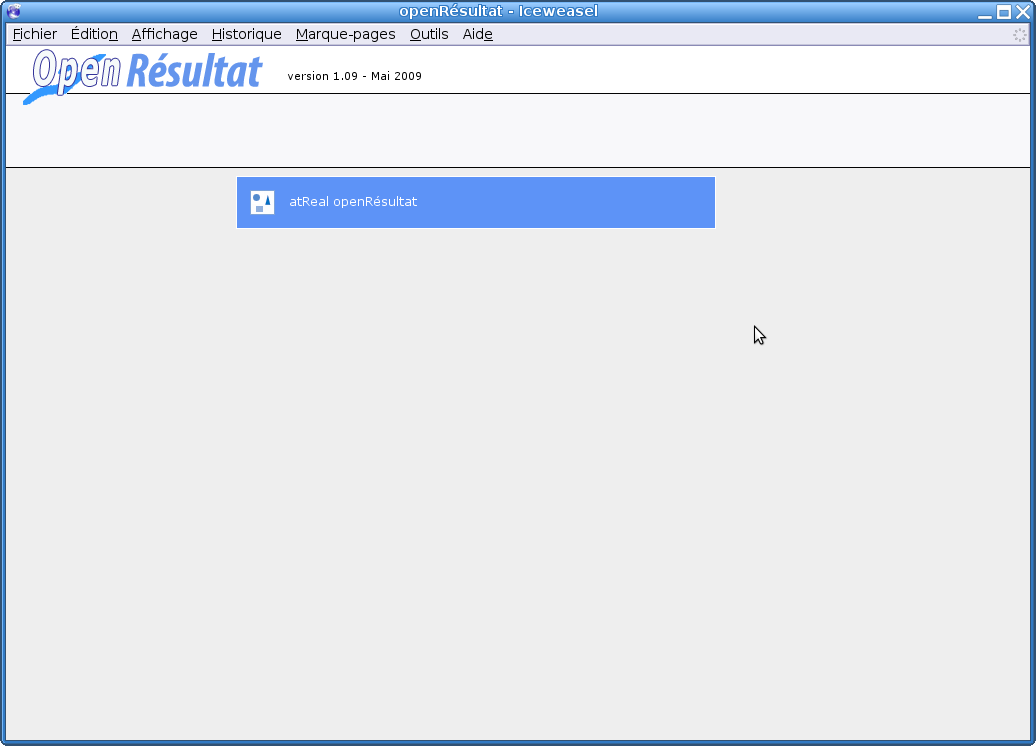 openRésultat - Iceweasel
Fichier Édition Affichage Historique Marque-pages Outils Aide
Open Résultat version 1.09 - Mai 2009
atReal openRésultat